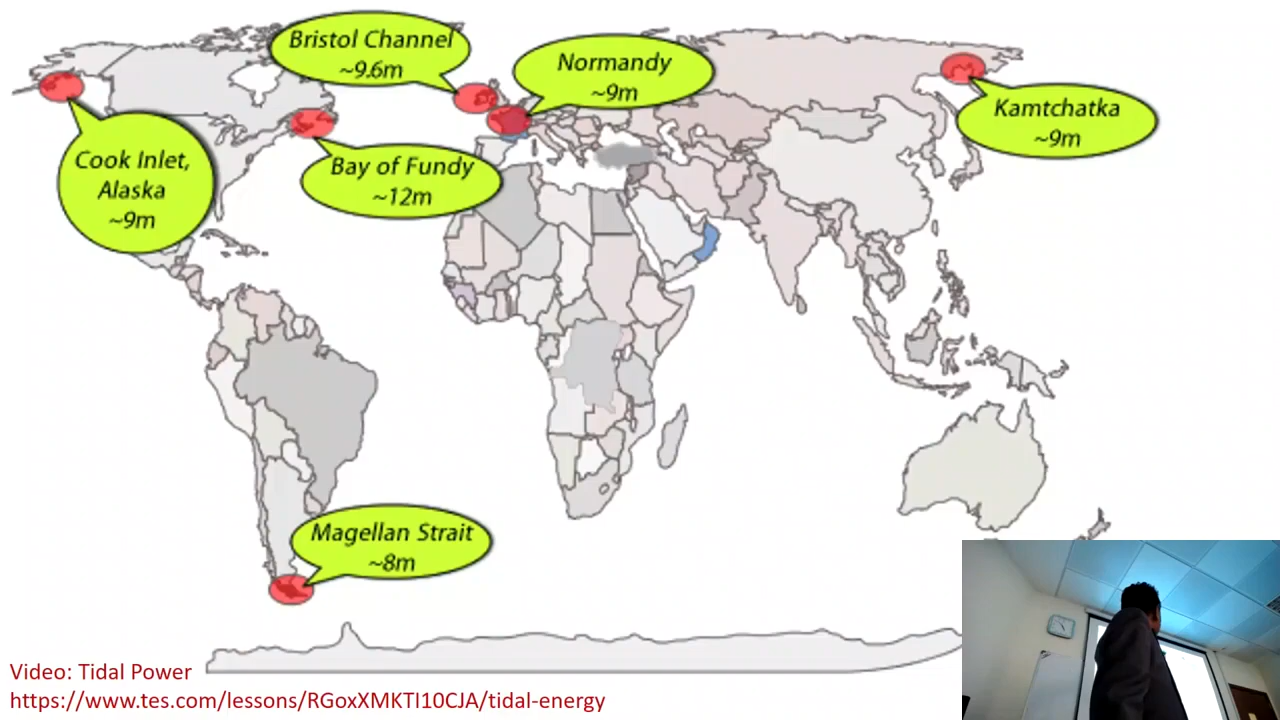 Bristol Channel
~9.6m
Normandy
~9m
Kamtchatka
~9m
Cook Inlet,
Alaska
~9m
Bay of Fundy
~12m
Magellan Strait
~8m
Video: Tidal Power
https://www.tes.com/lessons/RGoxXMKTI10CJA/tidal-energy